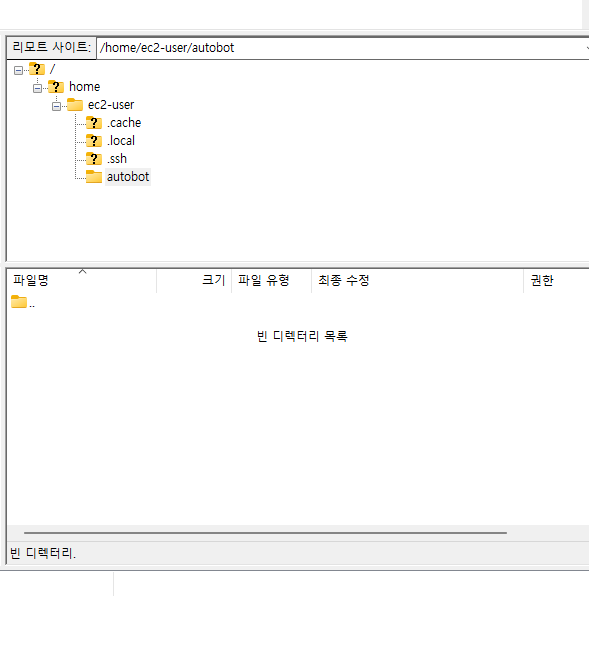 리모트 사이트: /home/ec2-user/autobot
/
home
ec2-user
.cache
.local
.ssh
autobot
파일명 크기 파일 유형 최종 수정 권한
..
빈 디렉터리 목록
빈 디렉터리.